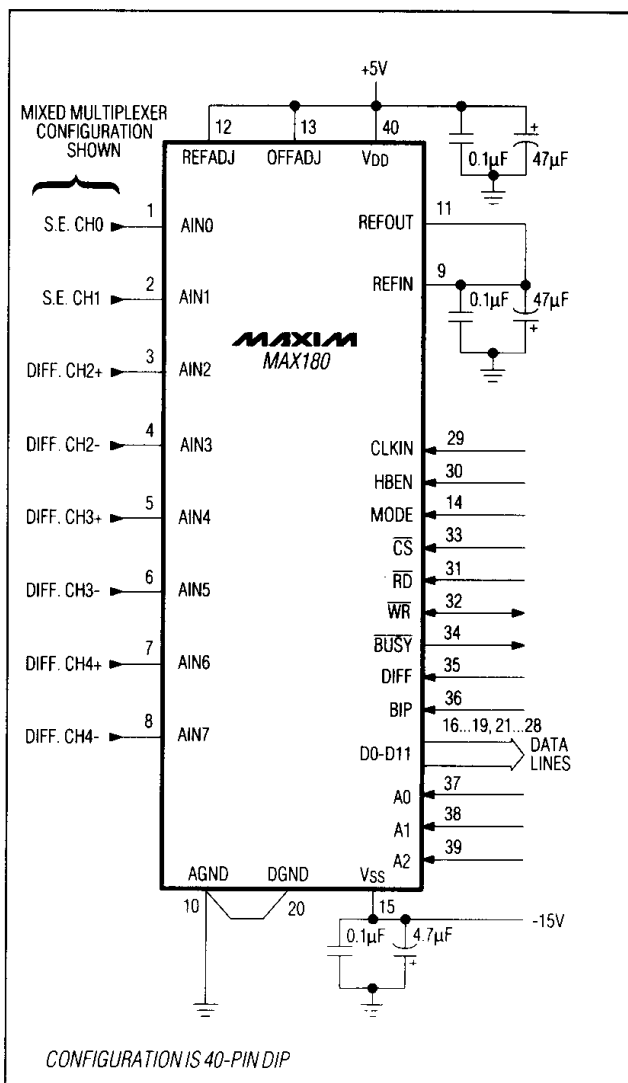 +5V
MIXED MULTIPLEXER
CONFIGURATION
SHOWN
12
13
40
REFADJ
OFFADJ
VDD
0.1µF
+
47µF
S.E. CH0
1
AIN0
REFOUT
11
S.E. CH1
2
AIN1
REFIN
9
0.1µF
47µF
+
MAXIM
MAX180
DIFF. CH2+
3
AIN2
DIFF. CH2-
4
AIN3
CLKIN
29
HBEN
30
DIFF. CH3+
5
AIN4
MODE
14
CS
33
DIFF. CH3-
6
AIN5
RD
31
WR
32
DIFF. CH4+
7
AIN6
BUSY
34
DIFF
35
BIP
36
DIFF. CH4-
8
AIN7
16...19, 21...28
D0-D11
DATA
LINES
A0
37
A1
38
A2
39
AGND
DGND
VSS
10
20
15
-15V
0.1µF
4.7µF
+
CONFIGURATION IS 40-PIN DIP